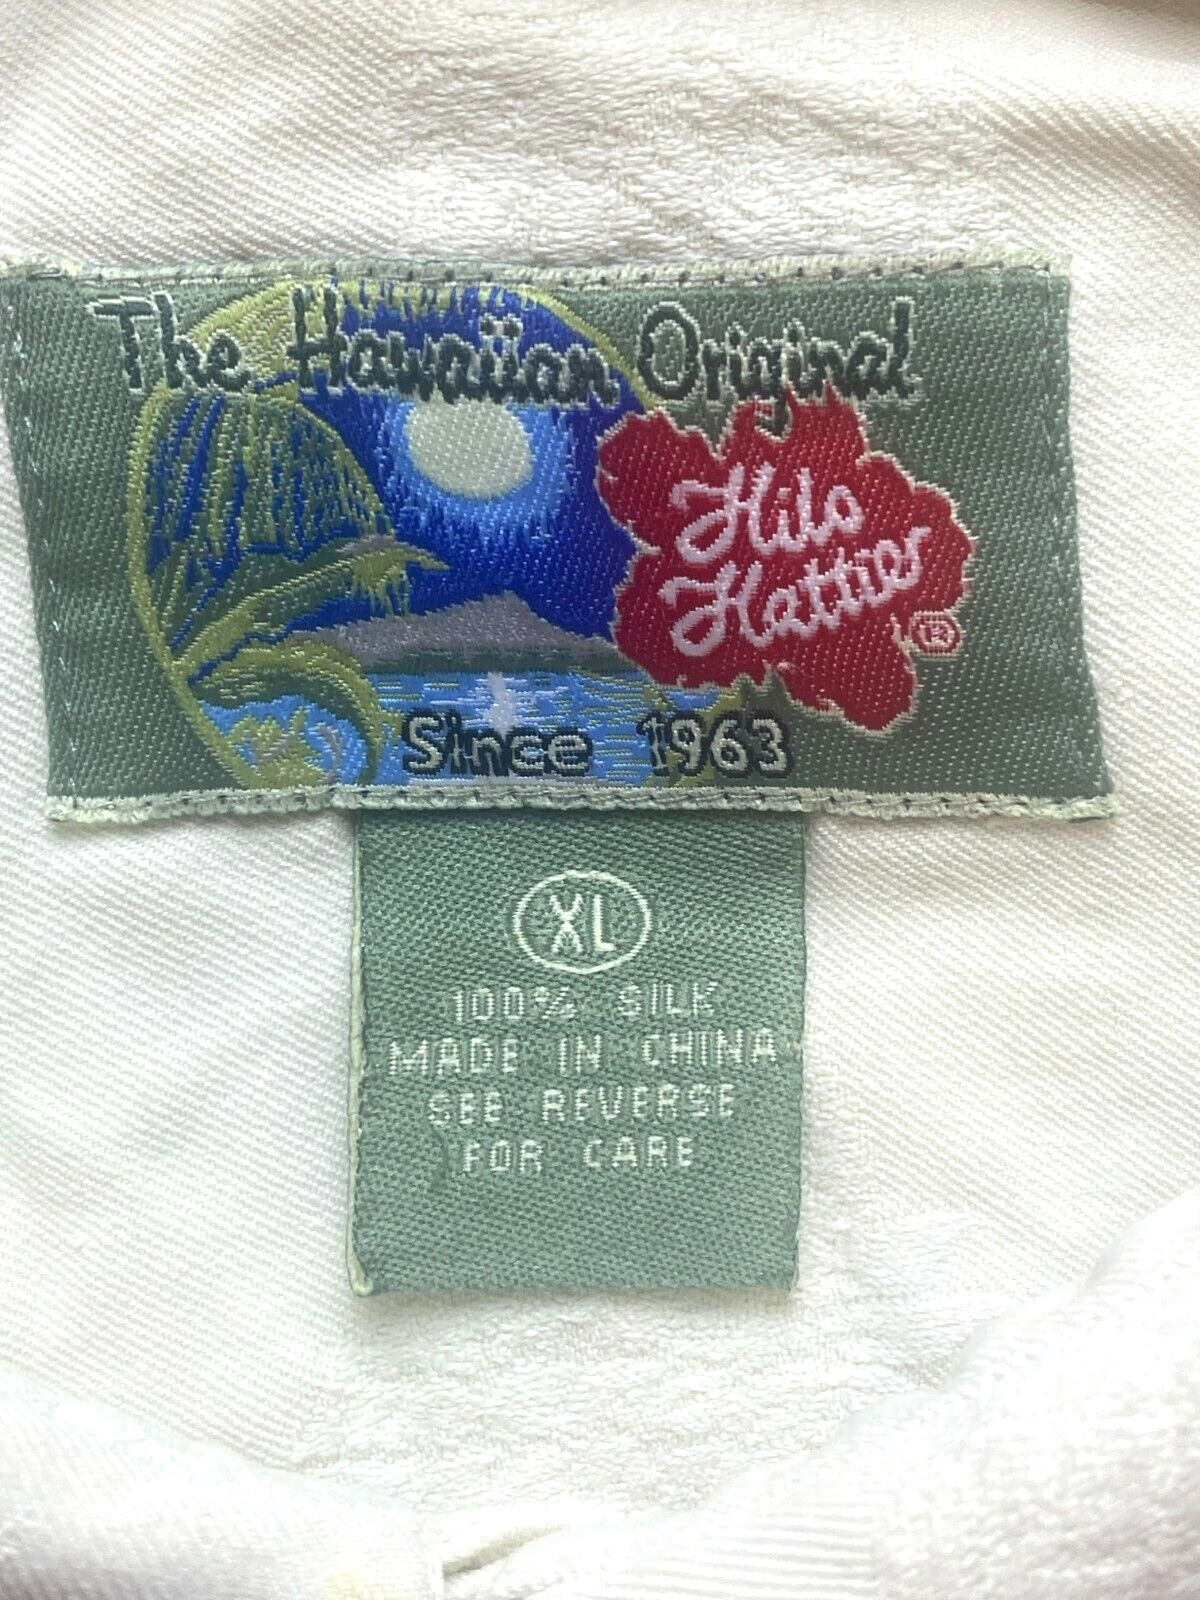 The Hawaiian Original
Hilo
Hattie®
Since 1963
XL
100% SILK
MADE IN CHINA
SEE REVERSE
FOR CARE